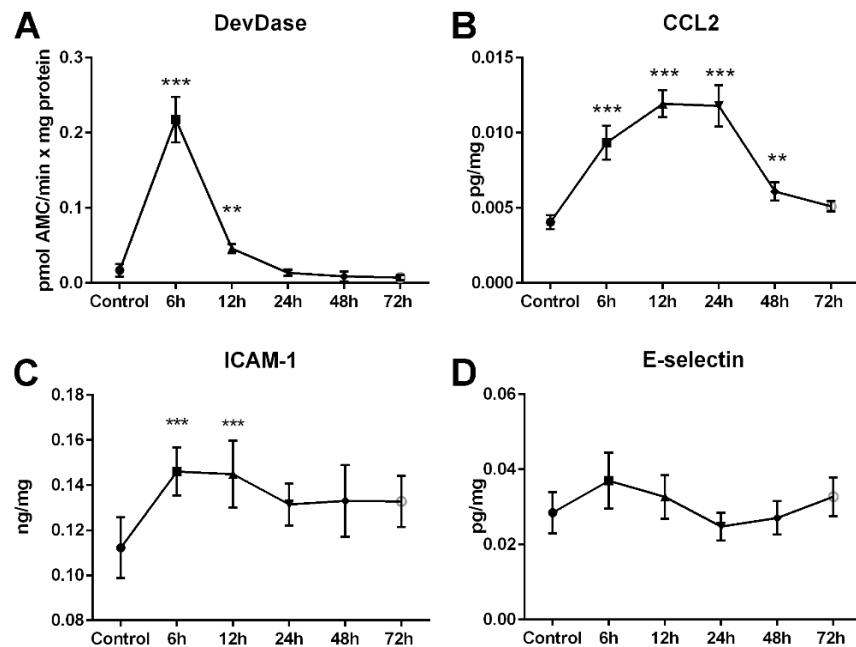 A
DevDase
pmol AMC/min x mg protein
0.3
0.2
0.1
0.0
***
**
Control 6h 12h 24h 48h 72h
B
CCL2
pg/mg
0.015
0.010
0.005
0.000
***
***
***
**
Control 6h 12h 24h 48h 72h
C
ICAM-1
ng/mg
0.18
0.16
0.14
0.12
0.10
0.08
***
***
Control 6h 12h 24h 48h 72h
D
E-selectin
pg/mg
0.06
0.04
0.02
0.00
Control 6h 12h 24h 48h 72h